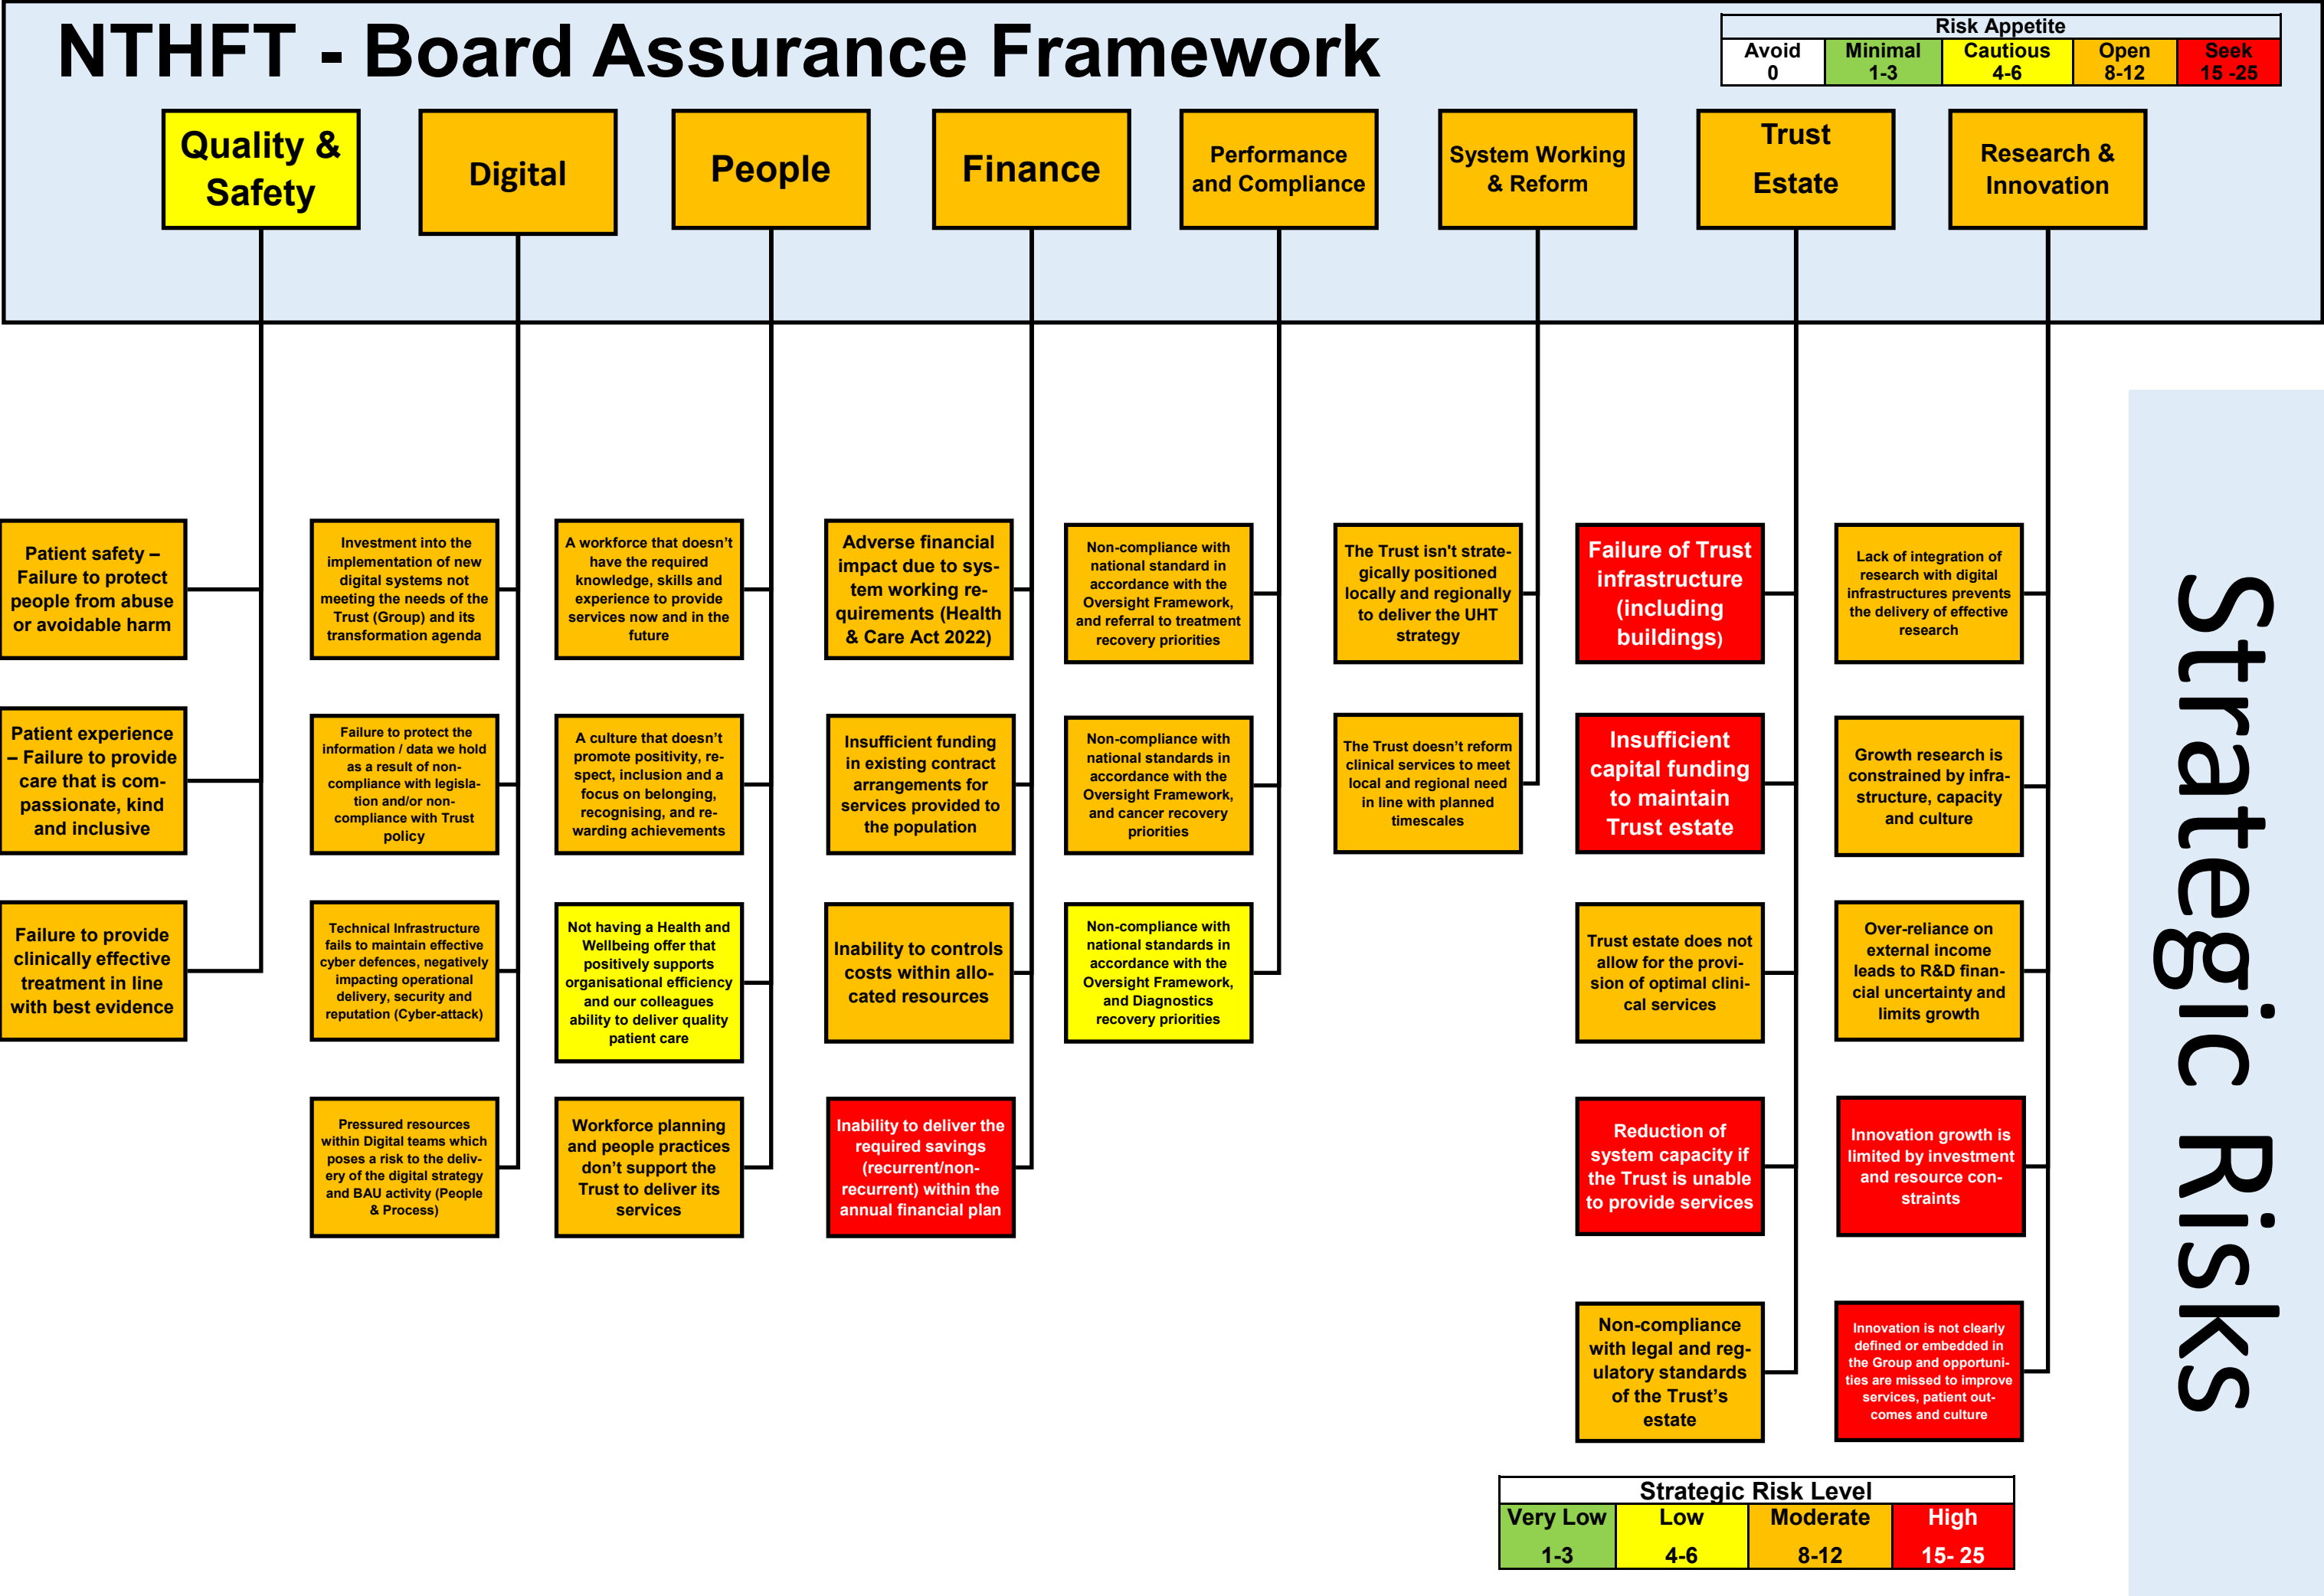 NTHFT - Board Assurance Framework
Risk Appetite
Avoid
0
Minimal
1-3
Cautious
4-6
Open
8-12
Seek
15 -25
Quality &
Safety
Digital
People
Finance
Performance
and Compliance
System Working
& Reform
Trust
Estate
Research &
Innovation
Patient safety –
Failure to protect
people from abuse
or avoidable harm
Patient experience
– Failure to provide
care that is com-
passionate, kind
and inclusive
Failure to provide
clinically effective
treatment in line
with best evidence
Investment into the
implementation of new
digital systems not
meeting the needs of the
Trust (Group) and its
transformation agenda
Failure to protect the
information / data we hold
as a result of non-
compliance with legisla-
tion and/or non-
compliance with Trust
policy
Technical Infrastructure
fails to maintain effective
cyber defences, negatively
impacting operational
delivery, security and
reputation (Cyber-attack)
Pressured resources
within Digital teams which
poses a risk to the deliv-
ery of the digital strategy
and BAU activity (People
& Process)
A workforce that doesn’t
have the required
knowledge, skills and
experience to provide
services now and in the
future
A culture that doesn’t
promote positivity, re-
spect, inclusion and a
focus on belonging,
recognising, and re-
warding achievements
Not having a Health and
Wellbeing offer that
positively supports
organisational efficiency
and our colleagues
ability to deliver quality
patient care
Workforce planning
and people practices
don’t support the
Trust to deliver its
services
Adverse financial
impact due to sys-
tem working re-
quirements (Health
& Care Act 2022)
Insufficient funding
in existing contract
arrangements for
services provided to
the population
Inability to controls
costs within allo-
cated resources
Inability to deliver the
required savings
(recurrent/non-
recurrent) within the
annual financial plan
Non-compliance with
national standard in
accordance with the
Oversight Framework,
and referral to treatment
recovery priorities
Non-compliance with
national standards in
accordance with the
Oversight Framework,
and cancer recovery
priorities
Non-compliance with
national standards in
accordance with the
Oversight Framework,
and Diagnostics
recovery priorities
The Trust isn't strate-
gically positioned
locally and regionally
to deliver the UHT
strategy
The Trust doesn’t reform
clinical services to meet
local and regional need
in line with planned
timescales
Failure of Trust
infrastructure
(including
buildings)
Insufficient
capital funding
to maintain
Trust estate
Trust estate does not
allow for the provi-
sion of optimal clini-
cal services
Reduction of
system capacity if
the Trust is unable
to provide services
Non-compliance
with legal and reg-
ulatory standards
of the Trust’s
estate
Lack of integration of
research with digital
infrastructures prevents
the delivery of effective
research
Growth research is
constrained by infra-
structure, capacity
and culture
Over-reliance on
external income
leads to R&D finan-
cial uncertainty and
limits growth
Innovation growth is
limited by investment
and resource con-
straints
Innovation is not clearly
defined or embedded in
the Group and opportuni-
ties are missed to improve
services, patient out-
comes and culture
Strategic Risks
Strategic Risk Level
Very Low
1-3
Low
4-6
Moderate
8-12
High
15- 25